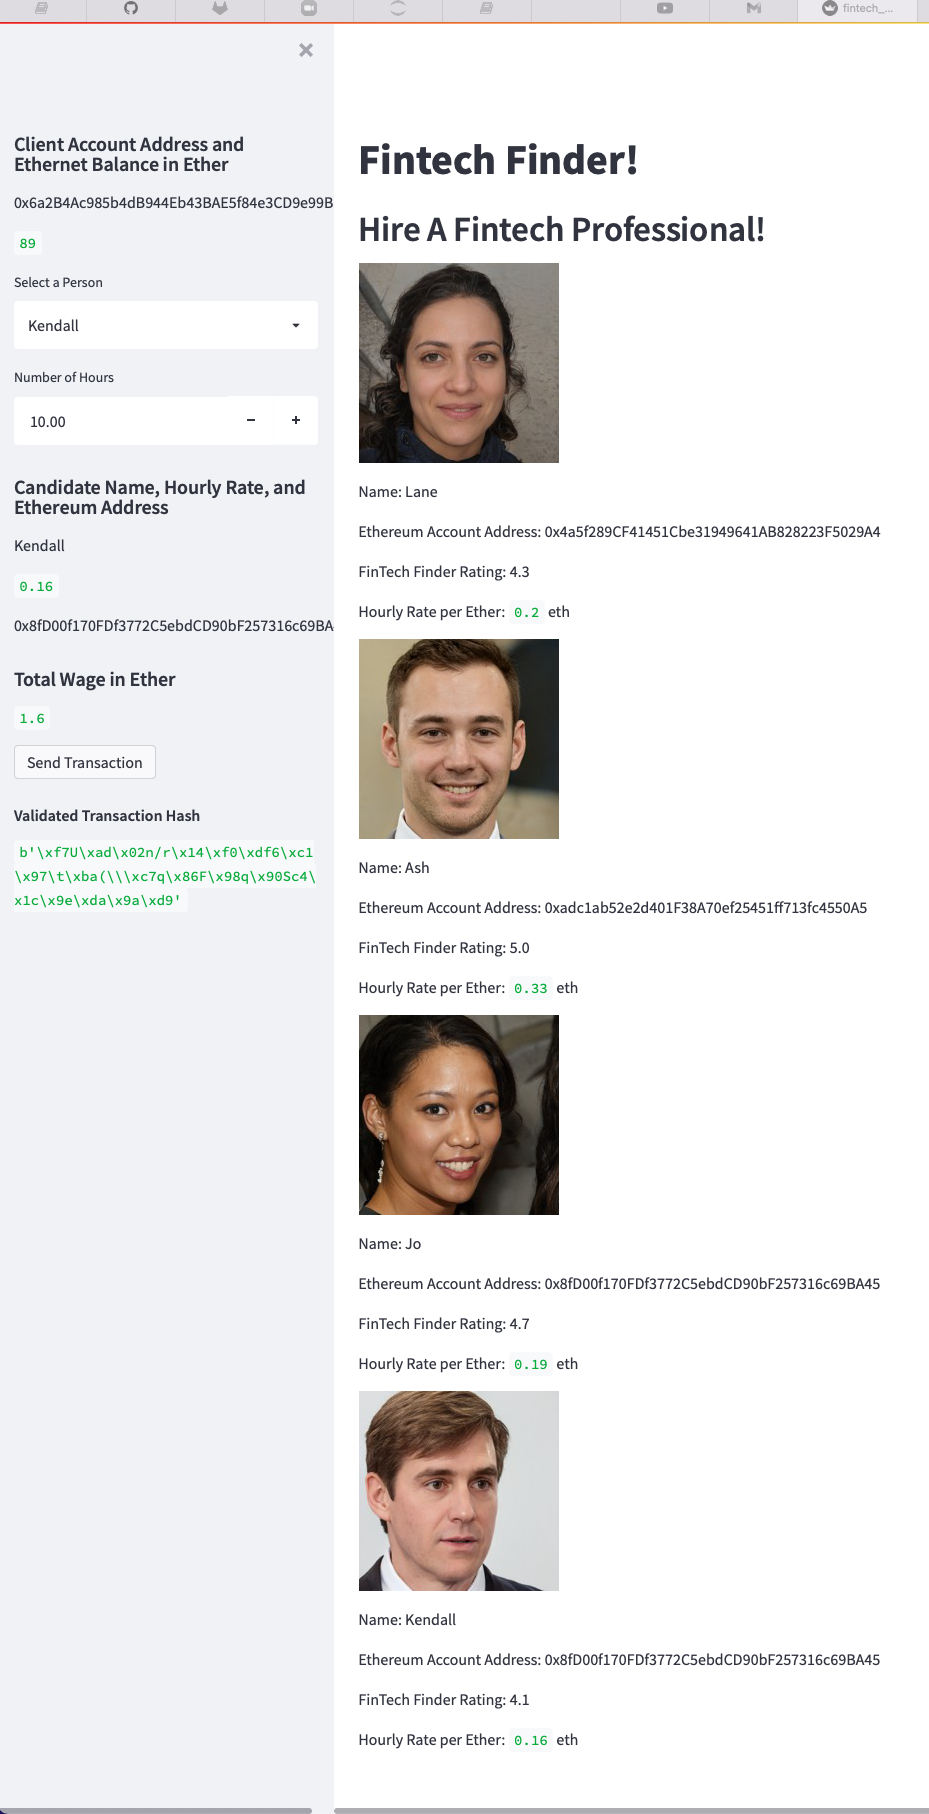 fintech_...
Client Account Address and
Ethernet Balance in Ether
0x6a2B4Ac985b4dB944Eb43BAE5f84e3CD9e99B
89
Select a Person
Kendall
Number of Hours
10.00
Candidate Name, Hourly Rate, and
Ethereum Address
Kendall
0.16
0x8fD00f170FDf3772C5ebdCD90bF257316c69BA
Total Wage in Ether
1.6
Send Transaction
Validated Transaction Hash
b'\xf7U\xad\x02n/r\x14\xf0\xdf6\xc1
\x97\t\xba(\\\xc7q\x86F\x98q\x90Sc4\
x1c\x9e\xda\x9a\xd9'
Fintech Finder!
Hire A Fintech Professional!
Name: Lane
Ethereum Account Address: 0x4a5f289CF41451Cbe31949641AB828223F5029A4
FinTech Finder Rating: 4.3
Hourly Rate per Ether: 0.2 eth
Name: Ash
Ethereum Account Address: 0xadc1ab52e2d401F38A70ef25451ff713fc4550A5
FinTech Finder Rating: 5.0
Hourly Rate per Ether: 0.33 eth
Name: Jo
Ethereum Account Address: 0x8fD00f170FDf3772C5ebdCD90bF257316c69BA45
FinTech Finder Rating: 4.7
Hourly Rate per Ether: 0.19 eth
Name: Kendall
Ethereum Account Address: 0x8fD00f170FDf3772C5ebdCD90bF257316c69BA45
FinTech Finder Rating: 4.1
Hourly Rate per Ether: 0.16 eth